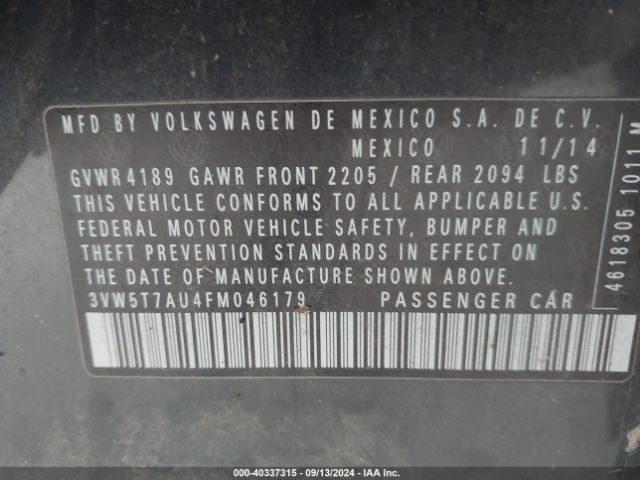 MFD BY VOLKSWAGEN DE MEXICO S.A. DE C.V.
MEXICO 11/14
GVWR 4189 GAWR FRONT 2205 / REAR 2094 LBS
THIS VEHICLE CONFORMS TO ALL APPLICABLE U.S.
FEDERAL MOTOR VEHICLE SAFETY, BUMPER AND
THEFT PREVENTION STANDARDS IN EFFECT ON
THE DATE OF MANUFACTURE SHOWN ABOVE.
3VW5T7AU4FM046179 PASSENGER CAR
4618305 1011 M
000-40337315 - 09/13/2024 - IAA Inc.